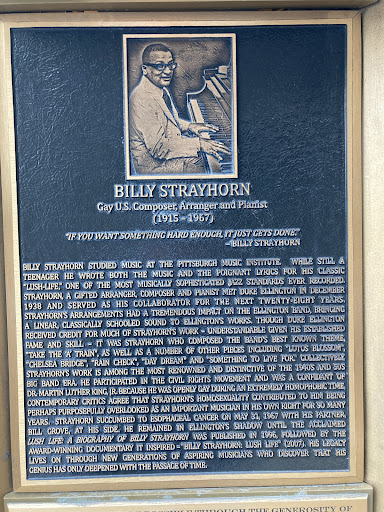 BILLY STRAYHORN
Gay U.S. Composer, Arranger and Pianist
(1915 – 1967)
"IF YOU WANT SOMETHING HARD ENOUGH, IT JUST GETS DONE."
–BILLY STRAYHORN
BILLY STRAYHORN STUDIED MUSIC AT THE PITTSBURGH MUSIC INSTITUTE. WHILE STILL A
TEENAGER HE WROTE BOTH THE MUSIC AND THE POIGNANT LYRICS FOR HIS CLASSIC
"LUSH-LIFE," ONE OF THE MOST MUSICALLY SOPHISTICATED JAZZ STANDARDS EVER RECORDED.
STRAYHORN, A GIFTED ARRANGER, COMPOSER AND PIANIST MET DUKE ELLINGTON IN DECEMBER
1938 AND SERVED AS HIS COLLABORATOR FOR THE NEXT TWENTY-EIGHT YEARS.
STRAYHORN'S ARRANGEMENTS HAD A TREMENDOUS IMPACT ON THE ELLINGTON BAND, BRINGING
A LINEAR, CLASSICALLY SCHOOLED SOUND TO ELLINGTON'S WORKS. THOUGH DUKE ELLINGTON
RECEIVED CREDIT FOR MUCH OF STRAYHORN'S WORK – UNDERSTANDABLE GIVEN HIS ESTABLISHED
FAME AND SKILL – IT WAS STRAYHORN WHO COMPOSED THE BAND'S BEST KNOWN THEME,
"TAKE THE 'A' TRAIN", AS WELL AS A NUMBER OF OTHER PIECES INCLUDING "LOTUS BLOSSOM",
"CHELSEA BRIDGE", "RAIN CHECK", "DAY DREAM" AND "SOMETHING TO LIVE FOR." COLLECTIVELY,
STRAYHORN'S WORK IS AMONG THE MOST RENOWNED AND DISTINCTIVE OF THE 1940S AND 50S
BIG BAND ERA. HE PARTICIPATED IN THE CIVIL RIGHTS MOVEMENT AND WAS A CONFIDANT OF
DR. MARTIN LUTHER KING, JR. BECAUSE HE WAS OPENLY GAY DURING AN EXTREMELY HOMOPHOBIC TIME,
CONTEMPORARY CRITICS AGREE THAT STRAYHORN'S HOMOSEXUALITY CONTRIBUTED TO HIM BEING
PERHAPS PURPOSEFULLY OVERLOOKED AS AN IMPORTANT MUSICIAN IN HIS OWN RIGHT FOR SO MANY
YEARS. STRAYHORN SUCCUMBED TO ESOPHAGEAL CANCER ON MAY 31, 1967 WITH HIS PARTNER,
BILL GROVE, AT HIS SIDE. HE REMAINED IN ELLINGTON'S SHADOW UNTIL THE ACCLAIMED
LUSH LIFE: A BIOGRAPHY OF BILLY STRAYHORN WAS PUBLISHED IN 1996, FOLLOWED BY THE
AWARD-WINNING DOCUMENTARY IT INSPIRED – "BILLY STRAYHORN: LUSH LIFE" (2007). HIS LEGACY
LIVES ON THROUGH NEW GENERATIONS OF ASPIRING MUSICIANS WHO DISCOVER THAT HIS
GENIUS HAS ONLY DEEPENED WITH THE PASSAGE OF TIME.
THROUGH THE GENEROSITY OF